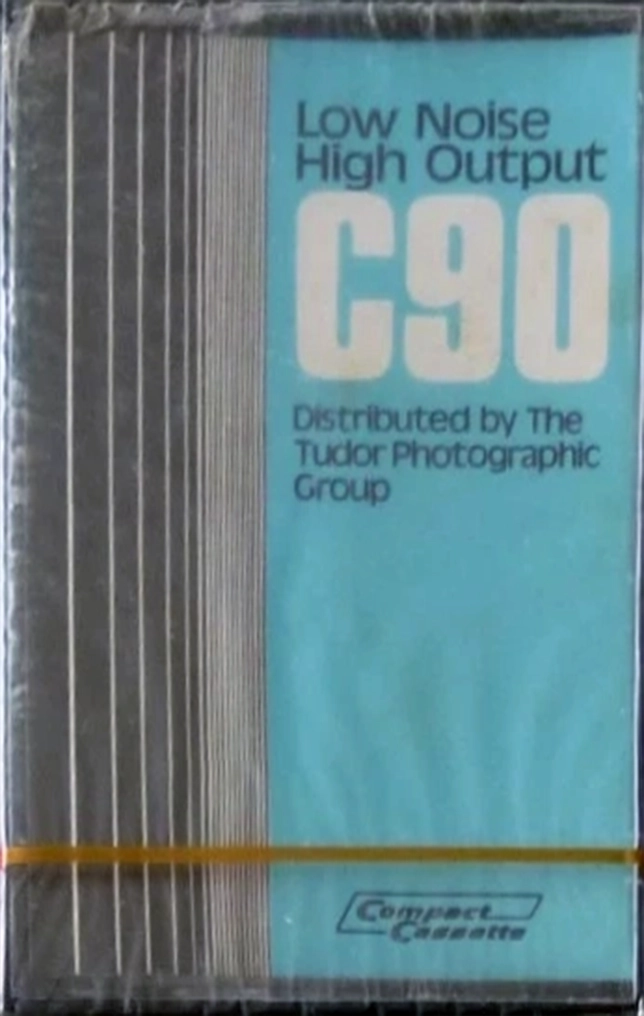 Low Noise
High Output
C90
Distributed by The
Tudor Photographic
Group
Compact
Cassette